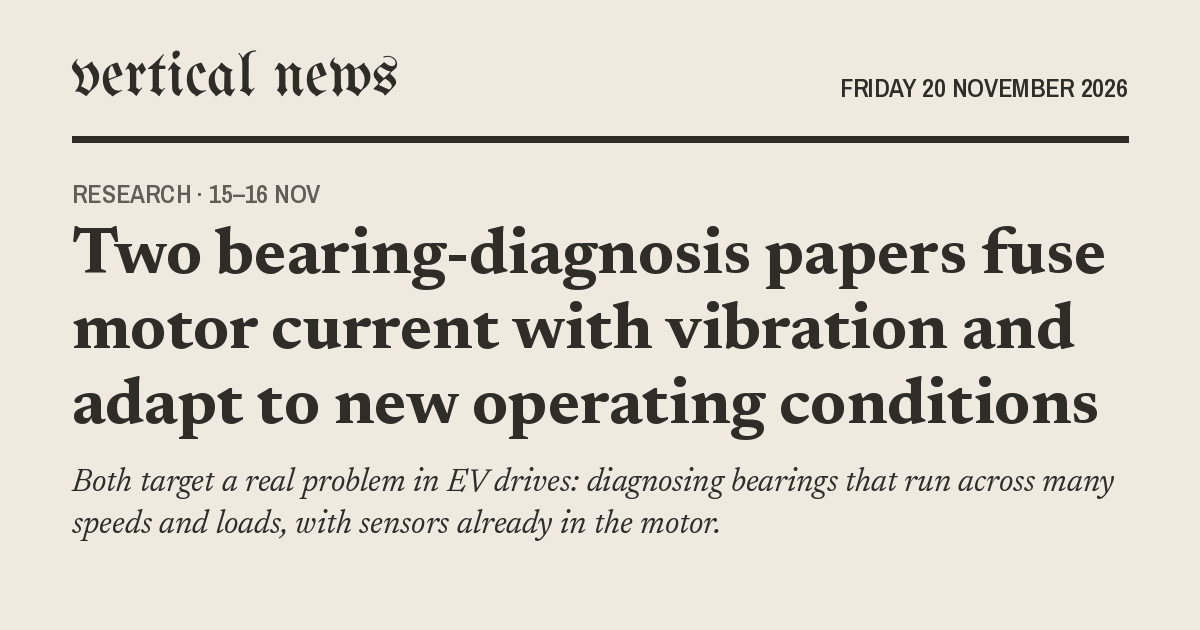 vertical news
FRIDAY 20 NOVEMBER 2026
RESEARCH · 15–16 NOV
Two bearing-diagnosis papers fuse
motor current with vibration and
adapt to new operating conditions
Both target a real problem in EV drives: diagnosing bearings that run across many
speeds and loads, with sensors already in the motor.